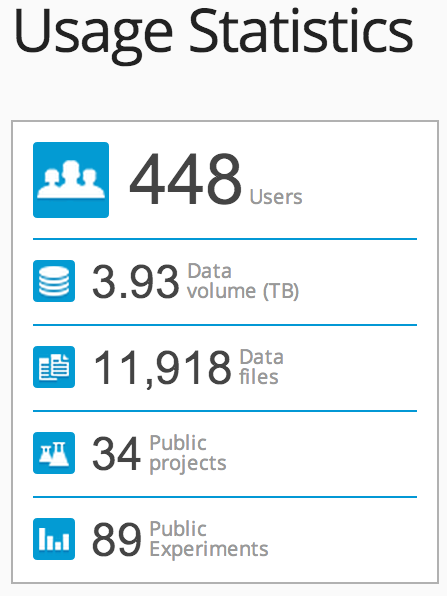 Usage Statistics
448 Users
3.93 Data
volume (TB)
11,918 Data
files
34 Public
projects
89 Public
Experiments